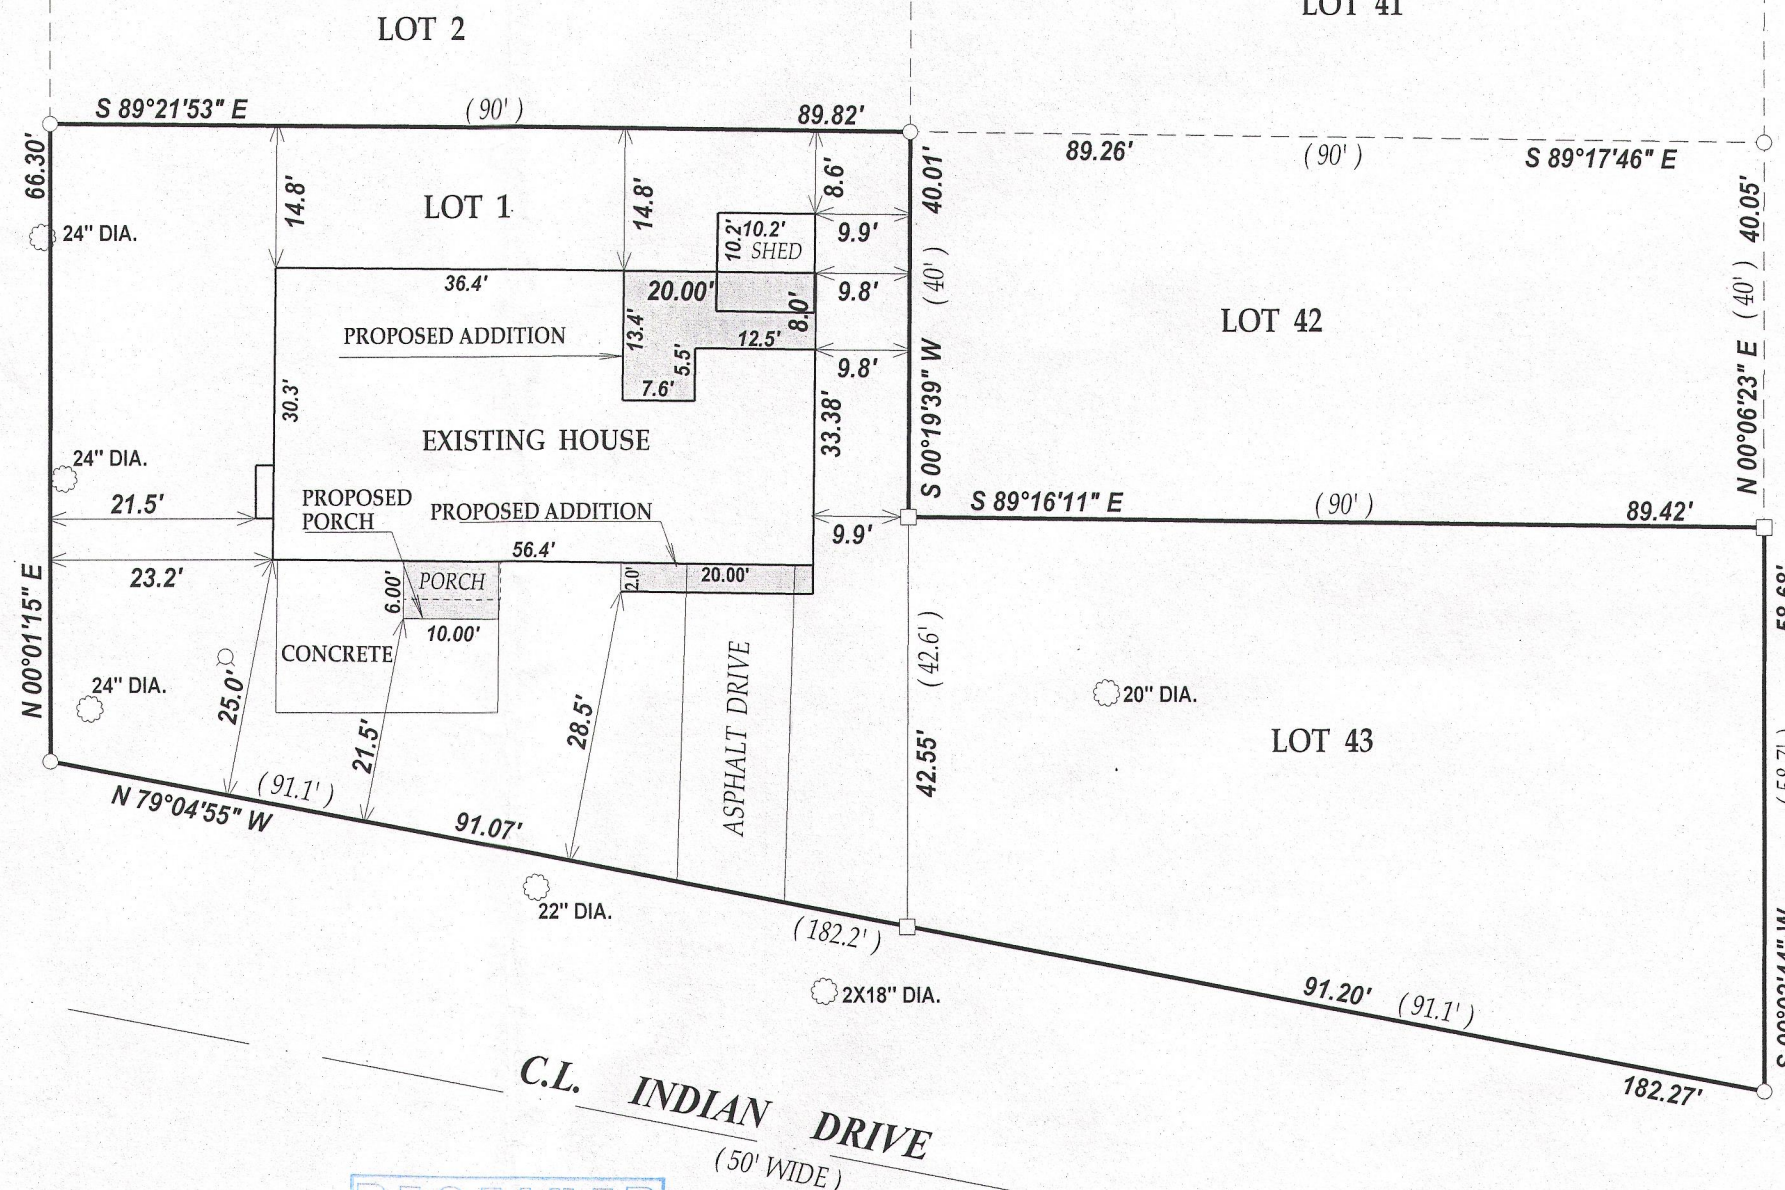 LOT 2
LOT 41
S 89°21'53" E
( 90' )
89.82'
66.30'
89.26'
( 90' )
S 89°17'46" E
40.01'
( 40' )
S 00°19'39" W
40.05'
( 40' )
N 00°06'23" E
14.8'
LOT 1
14.8'
8.6'
24" DIA.
10.2'
10.2'
SHED
9.9'
36.4'
20.00'
8.0'
9.8'
LOT 42
PROPOSED ADDITION
13.4'
12.5'
5.5'
9.8'
7.6'
30.3'
33.38'
EXISTING HOUSE
24" DIA.
21.5'
PROPOSED
PORCH
PROPOSED ADDITION
9.9'
S 89°16'11" E
( 90' )
89.42'
56.4'
23.2'
6.00'
PORCH
2.0'
20.00'
10.00'
N 00°01'15" E
CONCRETE
24" DIA.
25.0'
21.5'
28.5'
ASPHALT DRIVE
( 42.6' )
42.55'
20" DIA.
LOT 43
58.68'
( 58.7' )
( 91.1' )
N 79°04'55" W
91.07'
22" DIA.
( 182.2' )
2X18" DIA.
91.20'
( 91.1' )
182.27'
C.L. INDIAN DRIVE
( 50' WIDE )
RECEIVED